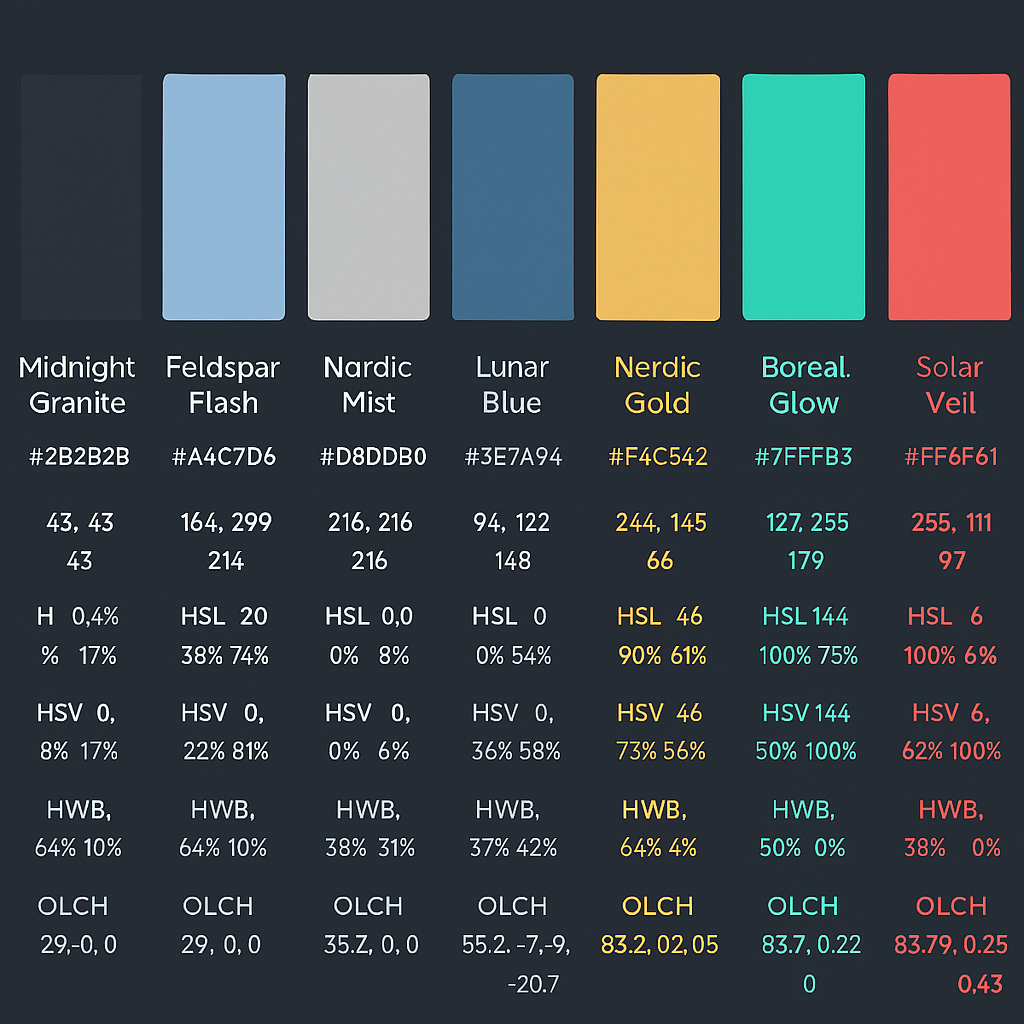 Midnight Granite
Feldspar Flash
Nardic Mist
Lunar Blue
Nerdic Gold
Boreal. Glow
Solar Veil
#2B2B2B #A4C7D6 #D8DDB0 #3E7A94 #F4C542 #7FFFB3 #FF6F61
43, 43 164, 299 216, 216 94, 122 244, 145 127, 255 255, 111
43 214 216 148 66 179 97
H 0,4% HSL 20 HSL 0,0 HSL 0 HSL 46 HSL 144 HSL 6
% 17% 38% 74% 0% 8% 0% 54% 90% 61% 100% 75% 100% 6%
HSV 0, HSV 0, HSV 0, HSV 0, HSV 46 HSV 144 HSV 6,
8% 17% 22% 81% 0% 6% 36% 58% 73% 56% 50% 100% 62% 100%
HWB, HWB, HWB, HWB, HWB, HWB, HWB,
64% 10% 64% 10% 38% 31% 37% 42% 64% 4% 50% 0% 38% 0%
OLCH OLCH OLCH OLCH OLCH OLCH OLCH
29,-0, 0 29, 0, 0 35.Z, 0, 0 55.2. -7,-9, 83.2, 02, 05 83.7, 0.22 83.79, 0.25
-20.7 0 0,43